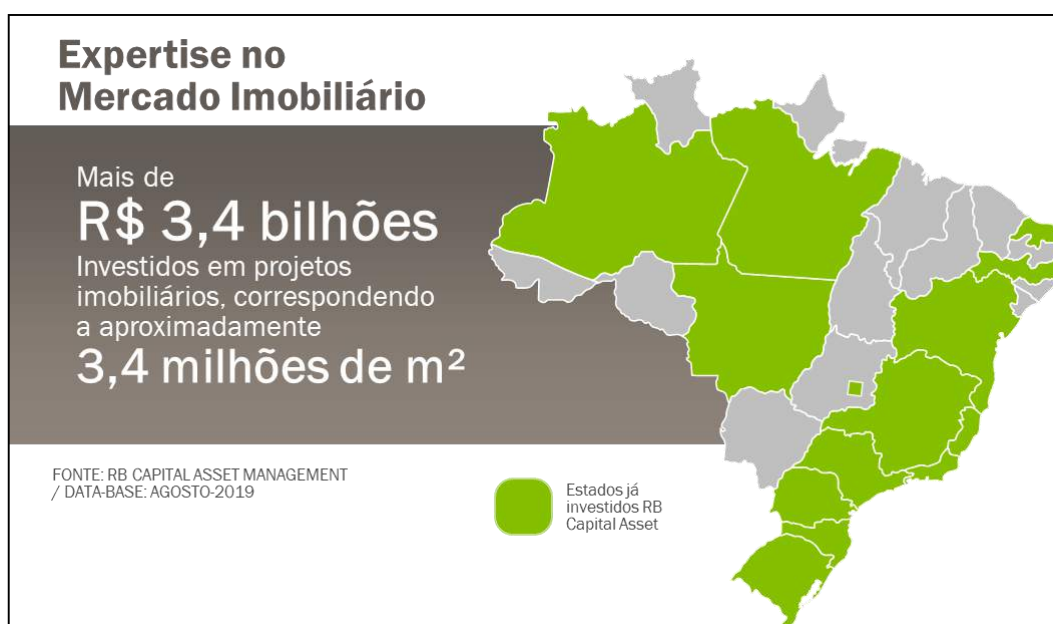 Expertise no
Mercado Imobiliário
Mais de
R$ 3,4 bilhões
Investidos em projetos
imobiliários, correspondendo
a aproximadamente
3,4 milhões de m²
FONTE: RB CAPITAL ASSET MANAGEMENT
/ DATA-BASE: AGOSTO-2019
Estados já
investidos RB
Capital Asset